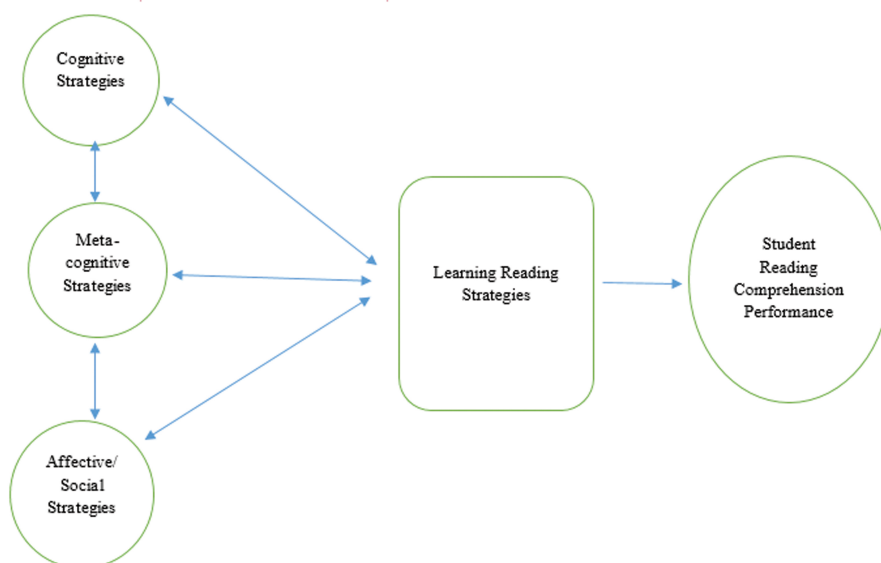 Cognitive
Strategies
Meta-
cognitive
Strategies
Affective/
Social
Strategies
Learning Reading
Strategies
Student
Reading
Comprehension
Performance